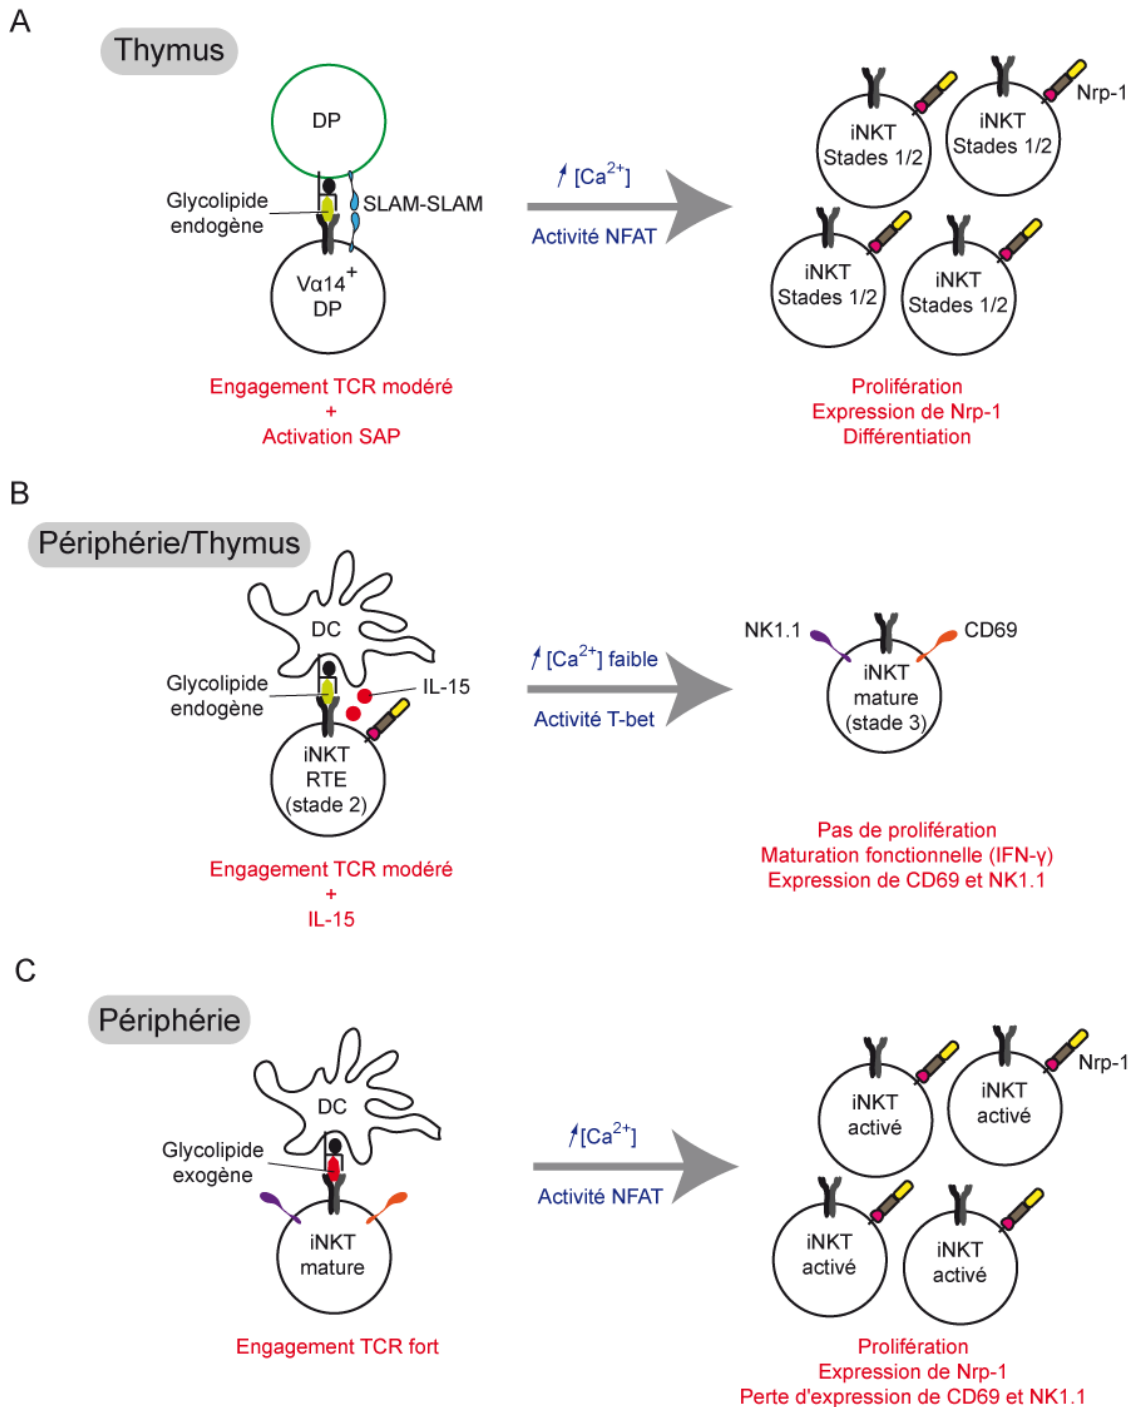 A
Thymus
DP
Glycolipide
endogène
SLAM-SLAM
Vα14+
DP
Engagement TCR modéré
+
Activation SAP
[Ca2+]
Activité NFAT
iNKT
Stades 1/2
iNKT
Stades 1/2
Nrp-1
iNKT
Stades 1/2
iNKT
Stades 1/2
Prolifération
Expression de Nrp-1
Différentiation
B
Périphérie/Thymus
DC
Glycolipide
endogène
IL-15
iNKT
RTE
(stade 2)
Engagement TCR modéré
+
IL-15
[Ca2+] faible
Activité T-bet
NK1.1
CD69
iNKT
mature
(stade 3)
Pas de prolifération
Maturation fonctionnelle (IFN-γ)
Expression de CD69 et NK1.1
C
Périphérie
DC
Glycolipide
exogène
iNKT
mature
Engagement TCR fort
[Ca2+]
Activité NFAT
iNKT
activé
iNKT
activé
Nrp-1
iNKT
activé
iNKT
activé
Prolifération
Expression de Nrp-1
Perte d'expression de CD69 et NK1.1